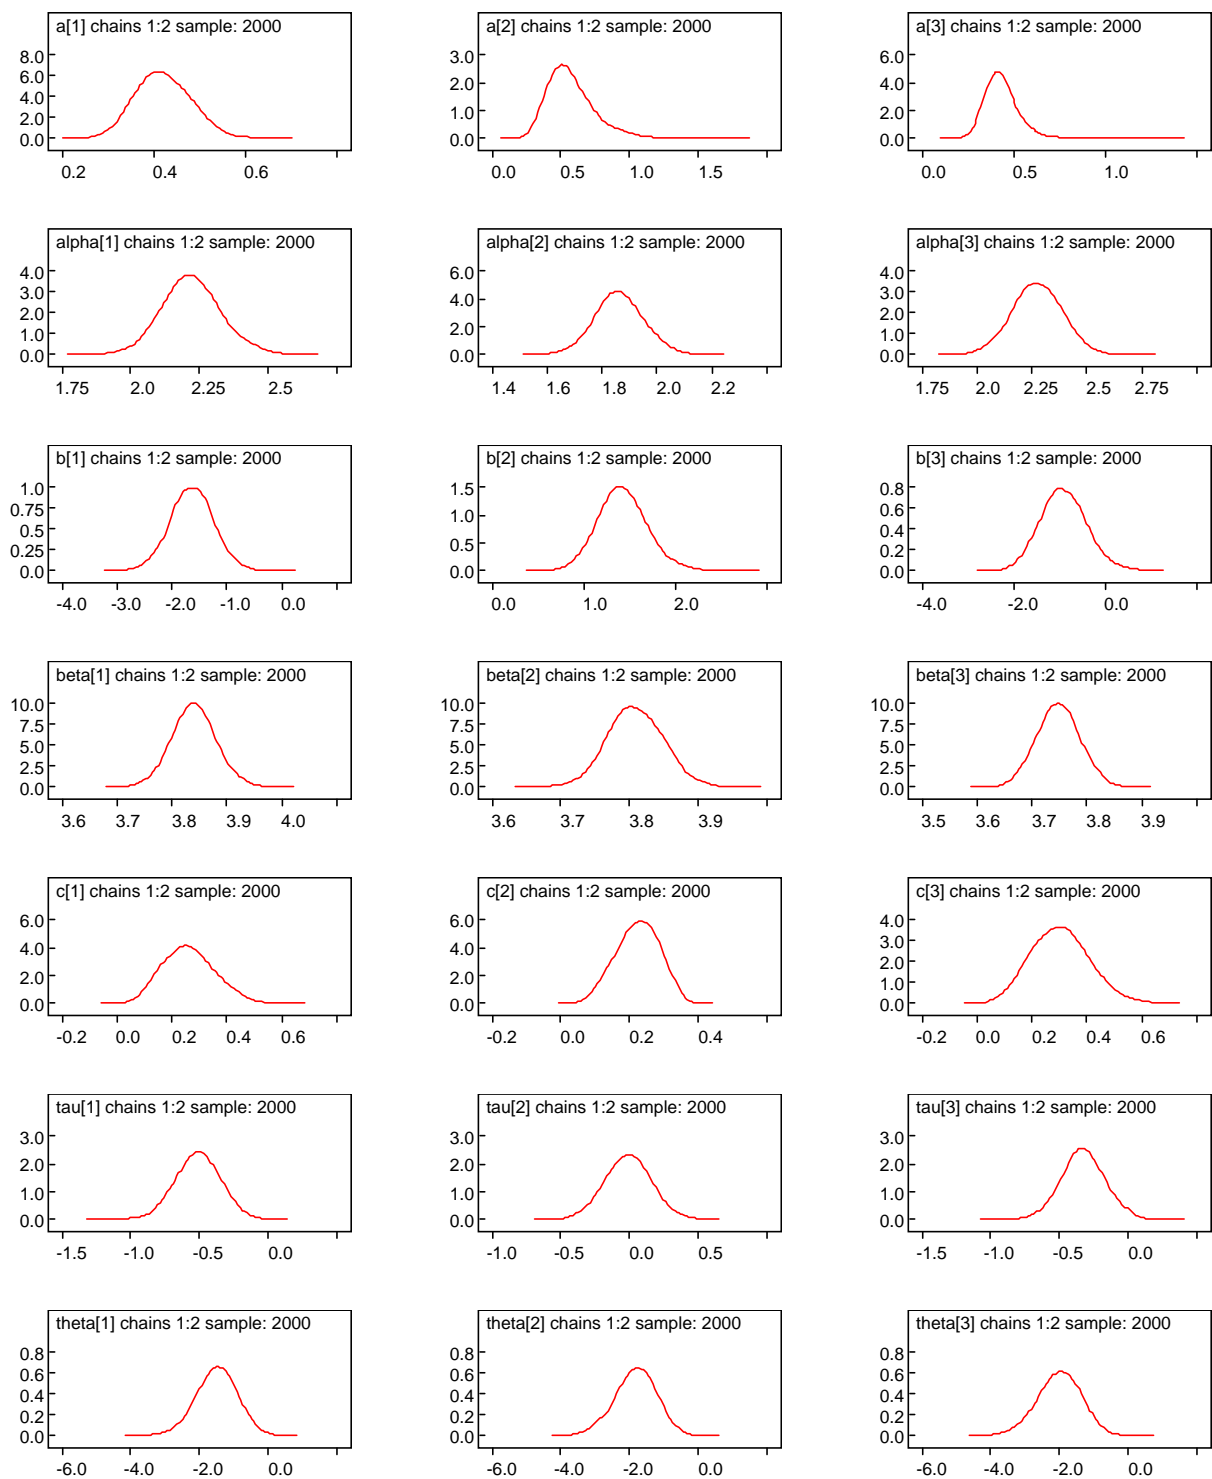 a[1] chains 1:2 sample: 2000
8.0
6.0
4.0
2.0
0.0
0.2 0.4 0.6
a[2] chains 1:2 sample: 2000
3.0
2.0
1.0
0.0
0.0 0.5 1.0 1.5
a[3] chains 1:2 sample: 2000
6.0
4.0
2.0
0.0
0.0 0.5 1.0
alpha[1] chains 1:2 sample: 2000
4.0
3.0
2.0
1.0
0.0
1.75 2.0 2.25 2.5
alpha[2] chains 1:2 sample: 2000
6.0
4.0
2.0
0.0
1.4 1.6 1.8 2.0 2.2
alpha[3] chains 1:2 sample: 2000
4.0
3.0
2.0
1.0
0.0
1.75 2.0 2.25 2.5 2.75
b[1] chains 1:2 sample: 2000
1.0
0.75
0.5
0.25
0.0
-4.0 -3.0 -2.0 -1.0 0.0
b[2] chains 1:2 sample: 2000
1.5
1.0
0.5
0.0
0.0 1.0 2.0
b[3] chains 1:2 sample: 2000
0.8
0.6
0.4
0.2
0.0
-4.0 -2.0 0.0
beta[1] chains 1:2 sample: 2000
10.0
7.5
5.0
2.5
0.0
3.6 3.7 3.8 3.9 4.0
beta[2] chains 1:2 sample: 2000
10.0
7.5
5.0
2.5
0.0
3.6 3.7 3.8 3.9
beta[3] chains 1:2 sample: 2000
10.0
7.5
5.0
2.5
0.0
3.5 3.6 3.7 3.8 3.9
c[1] chains 1:2 sample: 2000
6.0
4.0
2.0
0.0
-0.2 0.0 0.2 0.4 0.6
c[2] chains 1:2 sample: 2000
6.0
4.0
2.0
0.0
-0.2 0.0 0.2 0.4
c[3] chains 1:2 sample: 2000
4.0
3.0
2.0
1.0
0.0
-0.2 0.0 0.2 0.4 0.6
tau[1] chains 1:2 sample: 2000
3.0
2.0
1.0
0.0
-1.5 -1.0 -0.5 0.0
tau[2] chains 1:2 sample: 2000
3.0
2.0
1.0
0.0
-1.0 -0.5 0.0 0.5
tau[3] chains 1:2 sample: 2000
3.0
2.0
1.0
0.0
-1.5 -1.0 -0.5 0.0
theta[1] chains 1:2 sample: 2000
0.8
0.6
0.4
0.2
0.0
-6.0 -4.0 -2.0 0.0
theta[2] chains 1:2 sample: 2000
0.8
0.6
0.4
0.2
0.0
-6.0 -4.0 -2.0 0.0
theta[3] chains 1:2 sample: 2000
0.8
0.6
0.4
0.2
0.0
-6.0 -4.0 -2.0 0.0